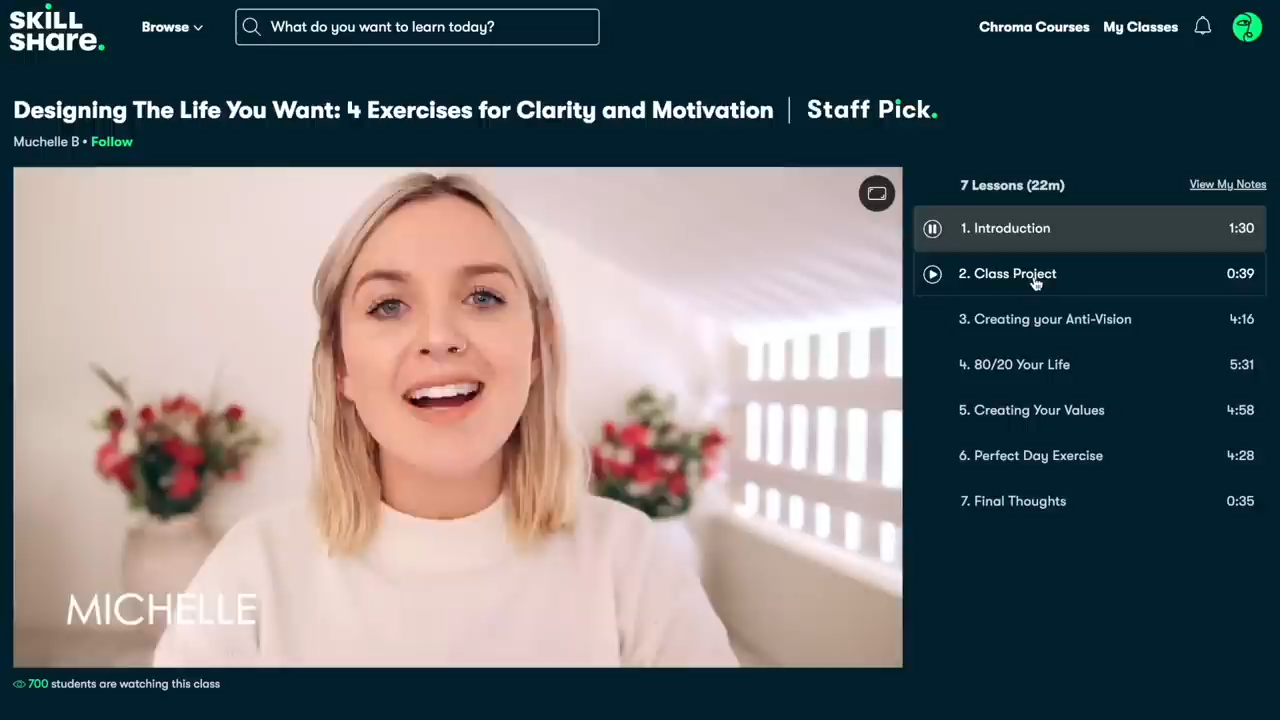 SKILL
SHARE.
Browse
What do you want to learn today?
Chroma Courses
My Classes
Designing The Life You Want: 4 Exercises for Clarity and Motivation | Staff Pick.
Muchelle B • Follow
7 Lessons (22m)
View My Notes
1. Introduction 1:30
2. Class Project 0:39
3. Creating your Anti-Vision 4:16
4. 80/20 Your Life 5:31
5. Creating Your Values 4:58
6. Perfect Day Exercise 4:28
7. Final Thoughts 0:35
MICHELLE
700 students are watching this class